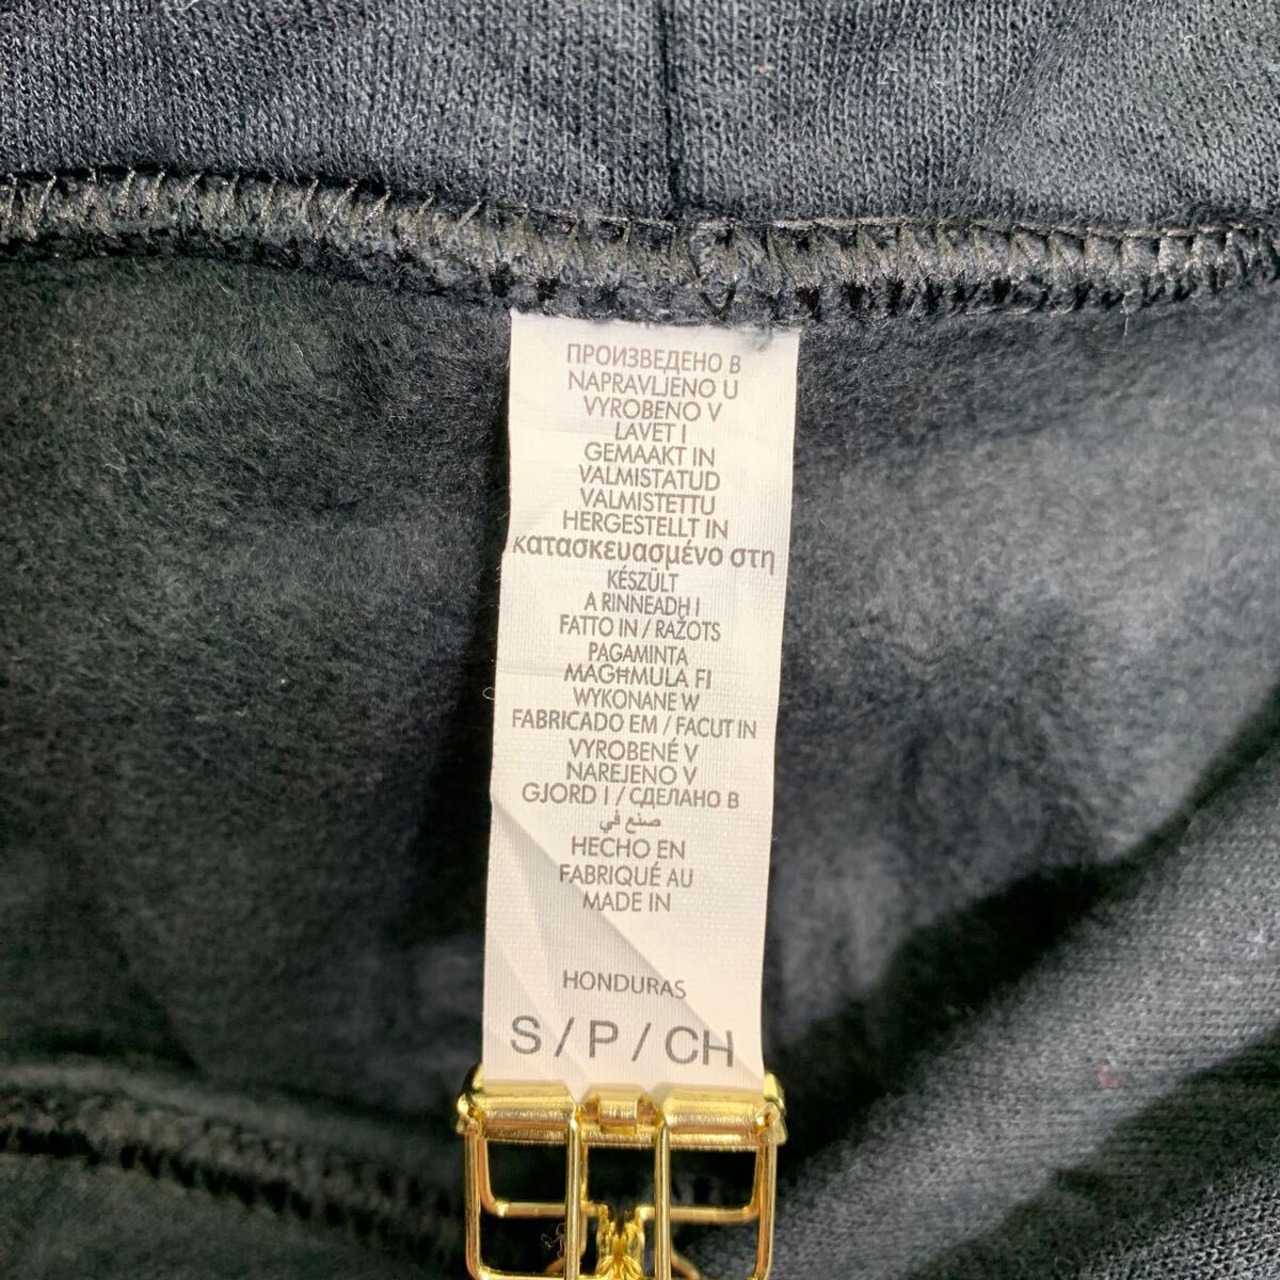 ПРОИЗВЕДЕНО В
NAPRAVLJENO U
VYROBENO V
LAVET I
GEMAAKT IN
VALMISTATUD
VALMISTETTU
HERGESTELLT IN
κατασκευασμένο στη
KÉSZÜLT
A RINNEADH I
FATTO IN / RAŽOTS
PAGAMINTA
MAGĦMULA FI
WYKONANE W
FABRICADO EM / FACUT IN
VYROBENÉ V
NAREJENO V
GJORD I / СДЕЛАНО В
صنع في
HECHO EN
FABRIQUÉ AU
MADE IN
HONDURAS
S / P / CH